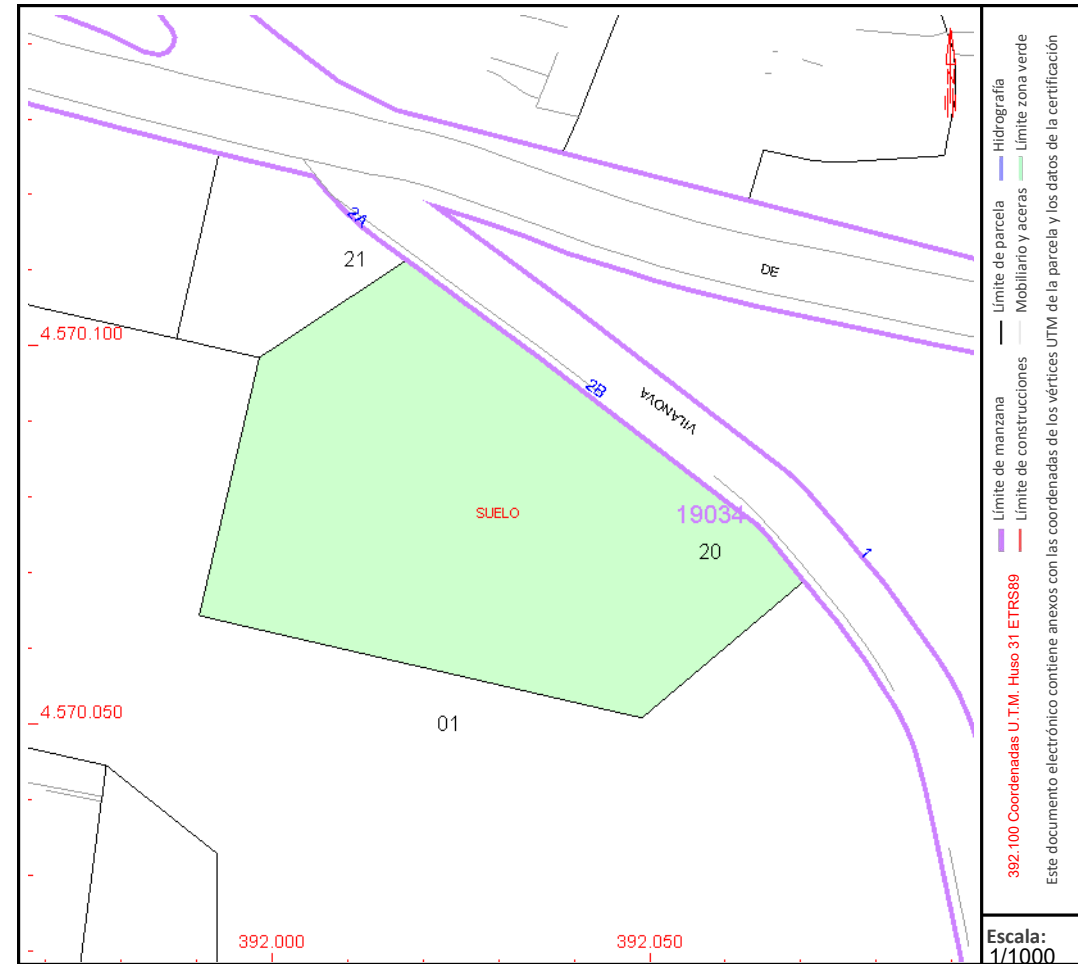 2A
21
DE
4.570.100
2B
VILANOVA
SUELO
19034
20
1
4.570.050
01
392.000
392.050
Límite de manzana
Límite de parcela
Hidrografía
Límite de construcciones
Mobiliario y aceras
Límite zona verde
392.100 Coordenadas U.T.M. Huso 31 ETRS89
Este documento electrónico contiene anexos con las coordenadas de los vértices UTM de la parcela y los datos de la certificación
Escala:
1/1000